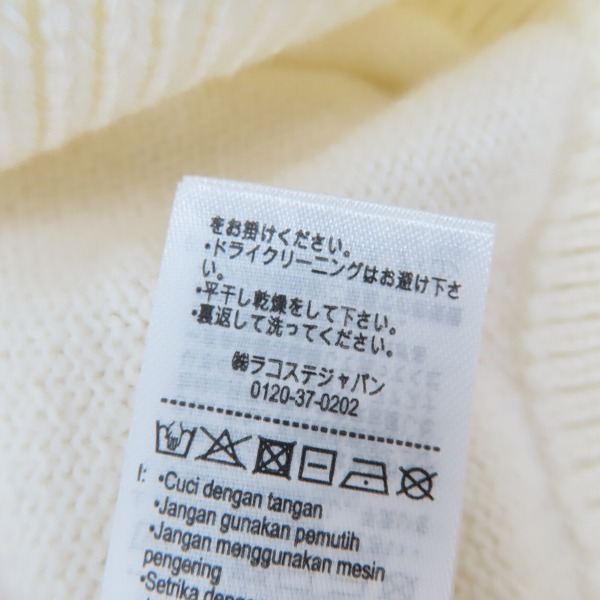 をお掛けください。
・ドライクリーニングはお避け下さ
い。
・平干し乾燥をして下さい。
・裏返して洗ってください。
㈱ラコステジャパン
0120-37-0202
I: •Cuci dengan tangan
•Jangan gunakan pemutih
•Jangan menggunakan mesin
pengering
•Setrika dengan